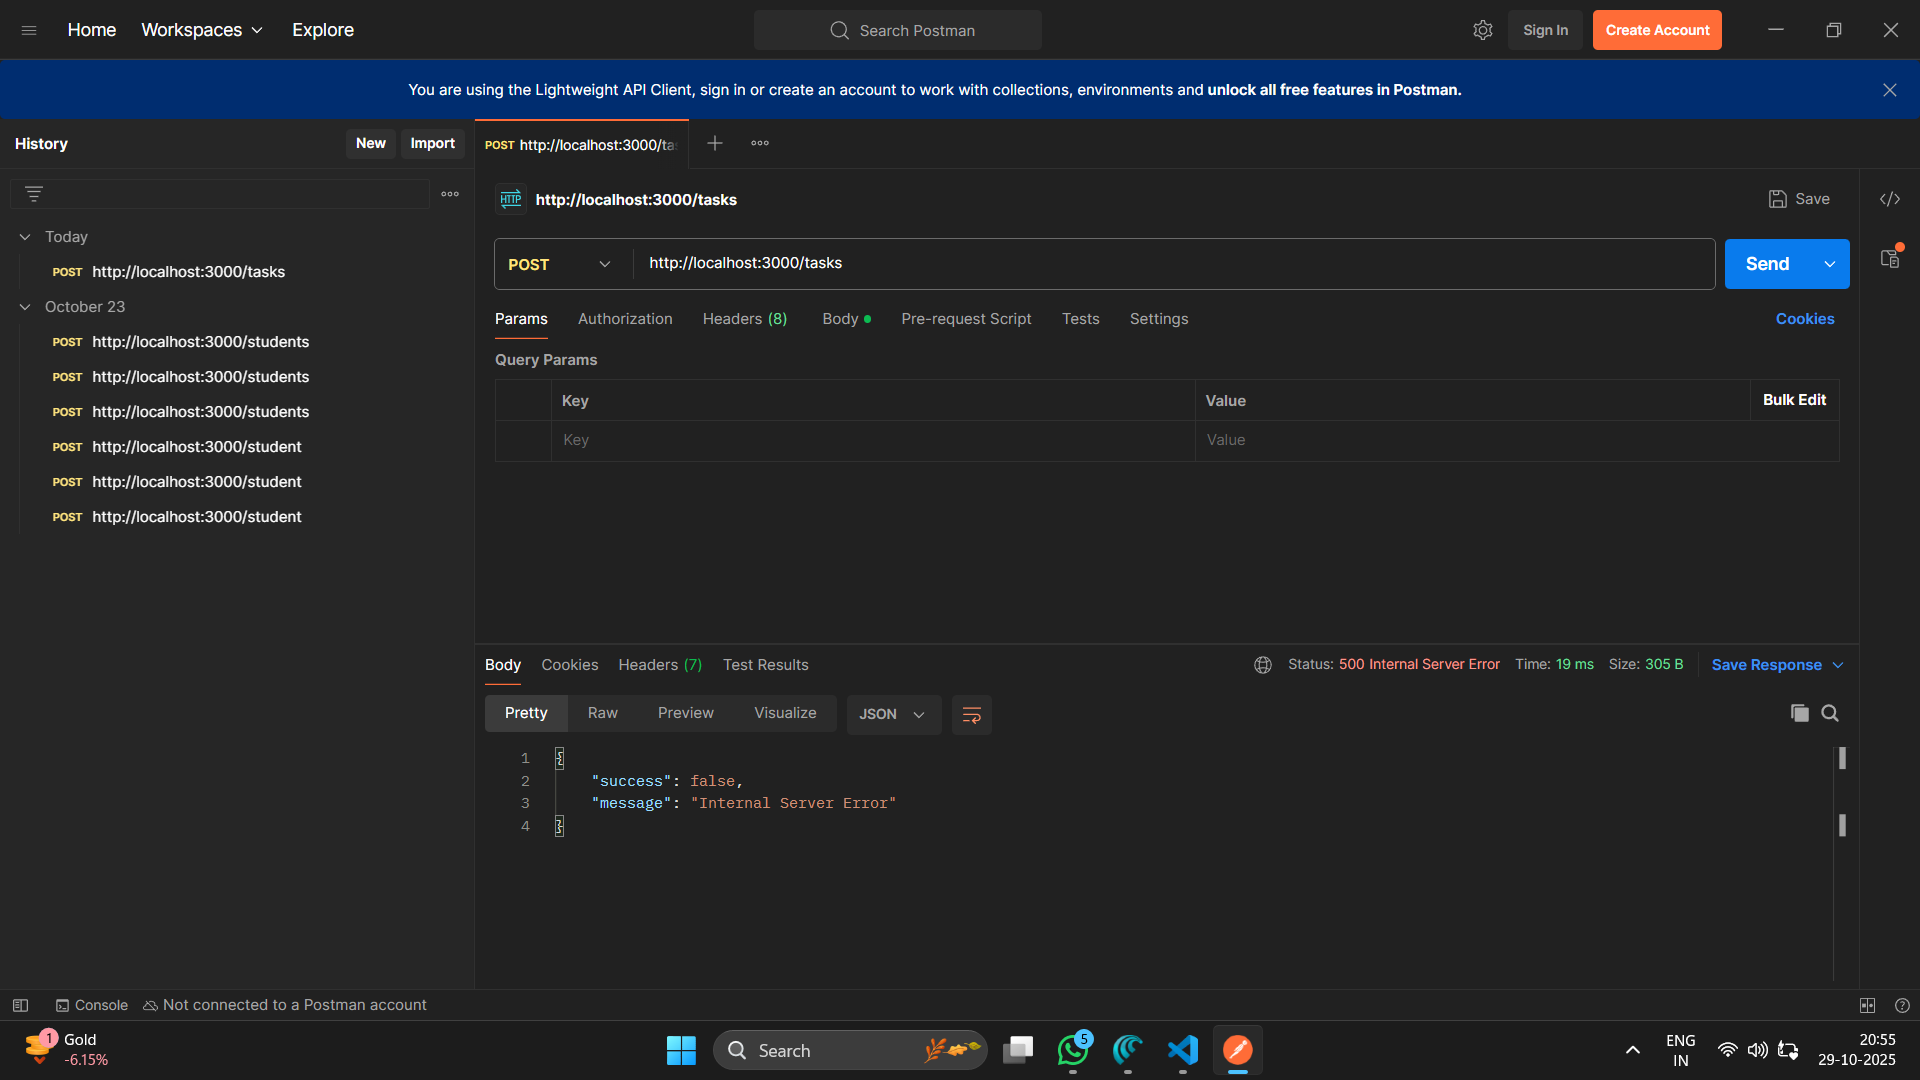 Home
Workspaces
Explore
Search Postman
Sign In
Create Account
You are using the Lightweight API Client, sign in or create an account to work with collections, environments and unlock all free features in Postman.
History
New
Import
POST http://localhost:3000/ta
HTTP
http://localhost:3000/tasks
Save
Today
POST http://localhost:3000/tasks
October 23
POST http://localhost:3000/students
POST http://localhost:3000/students
POST http://localhost:3000/students
POST http://localhost:3000/student
POST http://localhost:3000/student
POST http://localhost:3000/student
POST
http://localhost:3000/tasks
Send
Params
Authorization
Headers (8)
Body
Pre-request Script
Tests
Settings
Cookies
Query Params
Key
Value
Bulk Edit
Key
Value
Body
Cookies
Headers (7)
Test Results
Status: 500 Internal Server Error
Time: 19 ms
Size: 305 B
Save Response
Pretty
Raw
Preview
Visualize
JSON
1 {
2 "success": false,
3 "message": "Internal Server Error"
4 }
Console
Not connected to a Postman account
1
Gold
-6.15%
Search
5
ENG
IN
20:55
29-10-2025